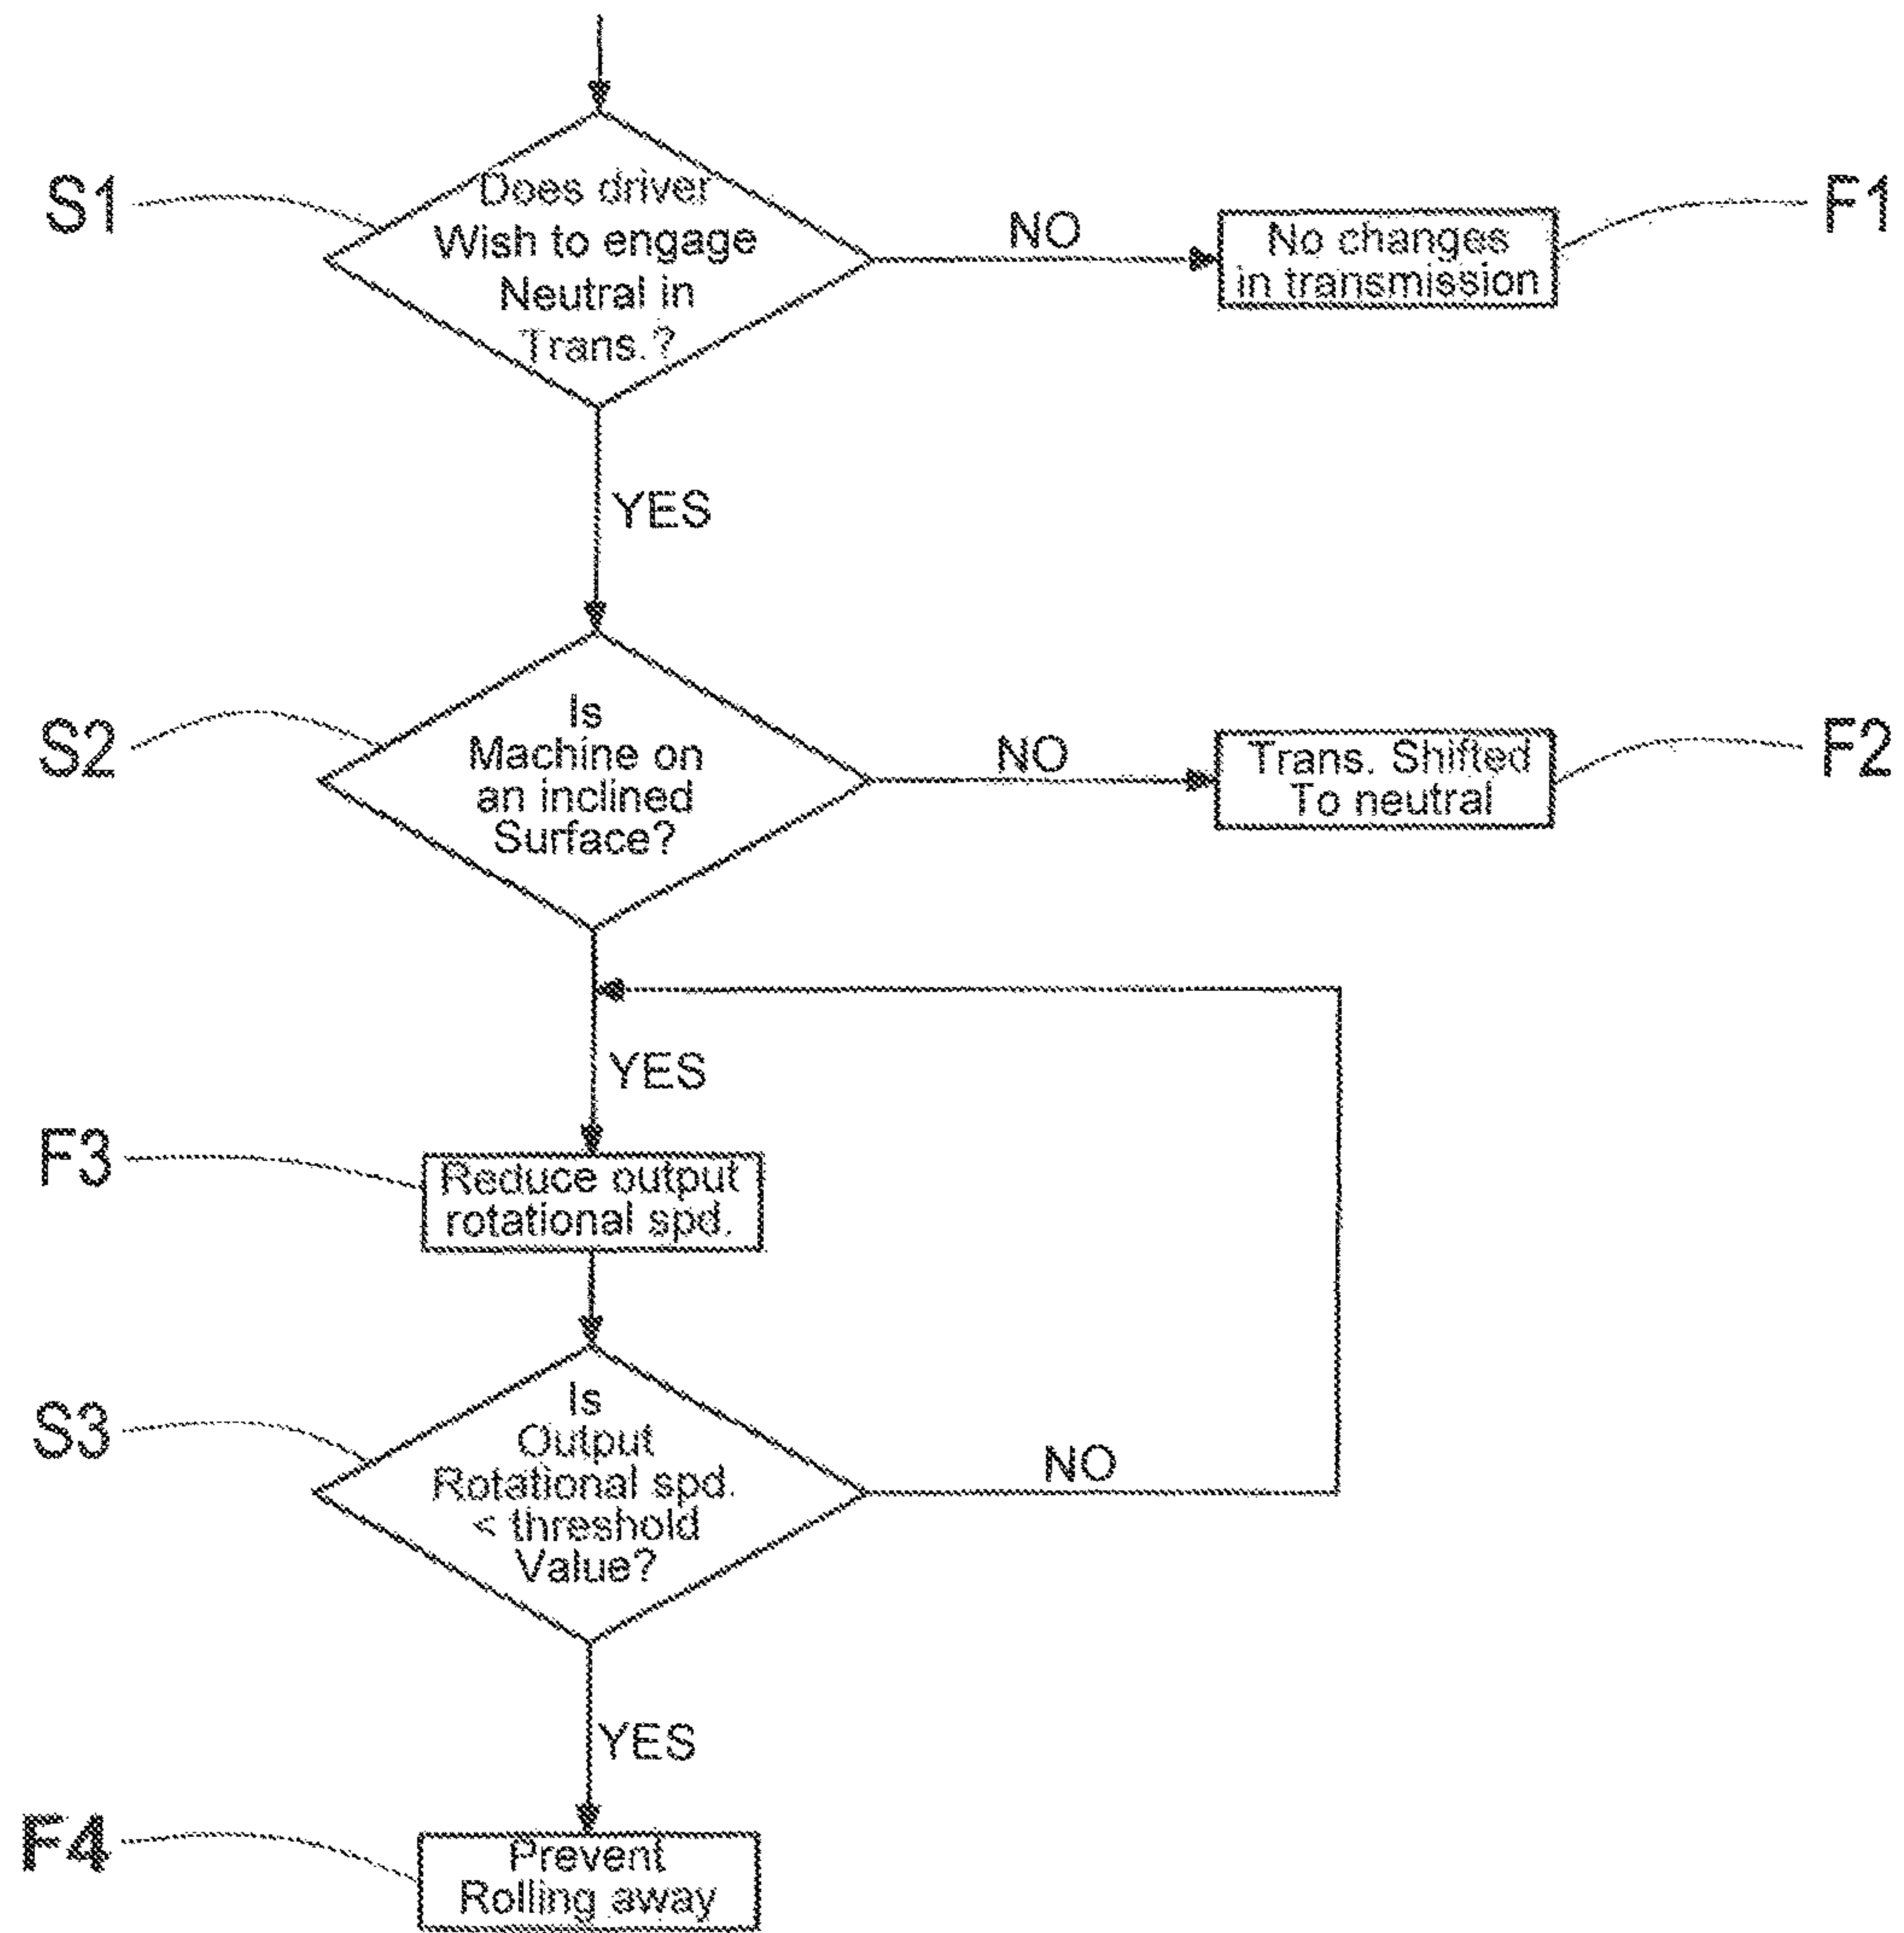 S1
Does driver
Wish to engage
Neutral in
Trans.?
NO
No changes
in transmission
F1
YES
S2
Is
Machine on
an inclined
Surface?
NO
Trans. Shifted
To neutral
F2
YES
F3
Reduce output
rotational spd.
S3
Is
Output
Rotational spd.
< threshold
Value?
NO
YES
F4
Prevent
Rolling away